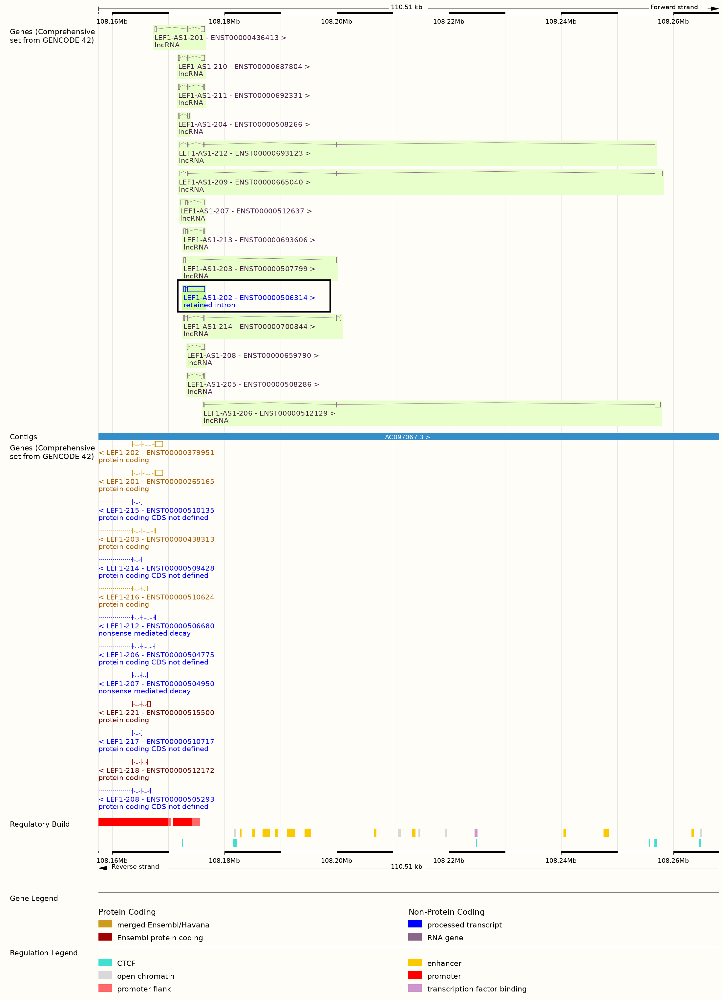 110.51 kb Forward strand
108.16Mb 108.18Mb 108.20Mb 108.22Mb 108.24Mb 108.26Mb
Genes (Comprehensive
set from GENCODE 42)
LEF1-AS1-201 - ENST00000436413 >
lncRNA
LEF1-AS1-210 - ENST00000687804 >
lncRNA
LEF1-AS1-211 - ENST00000692331 >
lncRNA
LEF1-AS1-204 - ENST00000508266 >
lncRNA
LEF1-AS1-212 - ENST00000693123 >
lncRNA
LEF1-AS1-209 - ENST00000665040 >
lncRNA
LEF1-AS1-207 - ENST00000512637 >
lncRNA
LEF1-AS1-213 - ENST00000693606 >
lncRNA
LEF1-AS1-203 - ENST00000507799 >
lncRNA
LEF1-AS1-202 - ENST00000506314 >
retained intron
LEF1-AS1-214 - ENST00000700844 >
lncRNA
LEF1-AS1-208 - ENST00000659790 >
lncRNA
LEF1-AS1-205 - ENST00000508286 >
lncRNA
LEF1-AS1-206 - ENST00000512129 >
lncRNA
Contigs AC097067.3 >
Genes (Comprehensive
set from GENCODE 42)
< LEF1-202 - ENST00000379951
protein coding
< LEF1-201 - ENST00000265165
protein coding
< LEF1-215 - ENST00000510135
protein coding CDS not defined
< LEF1-203 - ENST00000438313
protein coding
< LEF1-214 - ENST00000509428
protein coding CDS not defined
< LEF1-216 - ENST00000510624
protein coding
< LEF1-212 - ENST00000506680
nonsense mediated decay
< LEF1-206 - ENST00000504775
protein coding CDS not defined
< LEF1-207 - ENST00000504950
nonsense mediated decay
< LEF1-221 - ENST00000515500
protein coding
< LEF1-217 - ENST00000510717
protein coding CDS not defined
< LEF1-218 - ENST00000512172
protein coding
< LEF1-208 - ENST00000505293
protein coding CDS not defined
Regulatory Build
108.16Mb 108.18Mb 108.20Mb 108.22Mb 108.24Mb 108.26Mb
Reverse strand 110.51 kb
Gene Legend
Protein Coding Non-Protein Coding
merged Ensembl/Havana processed transcript
Ensembl protein coding RNA gene
Regulation Legend
CTCF enhancer
open chromatin promoter
promoter flank transcription factor binding